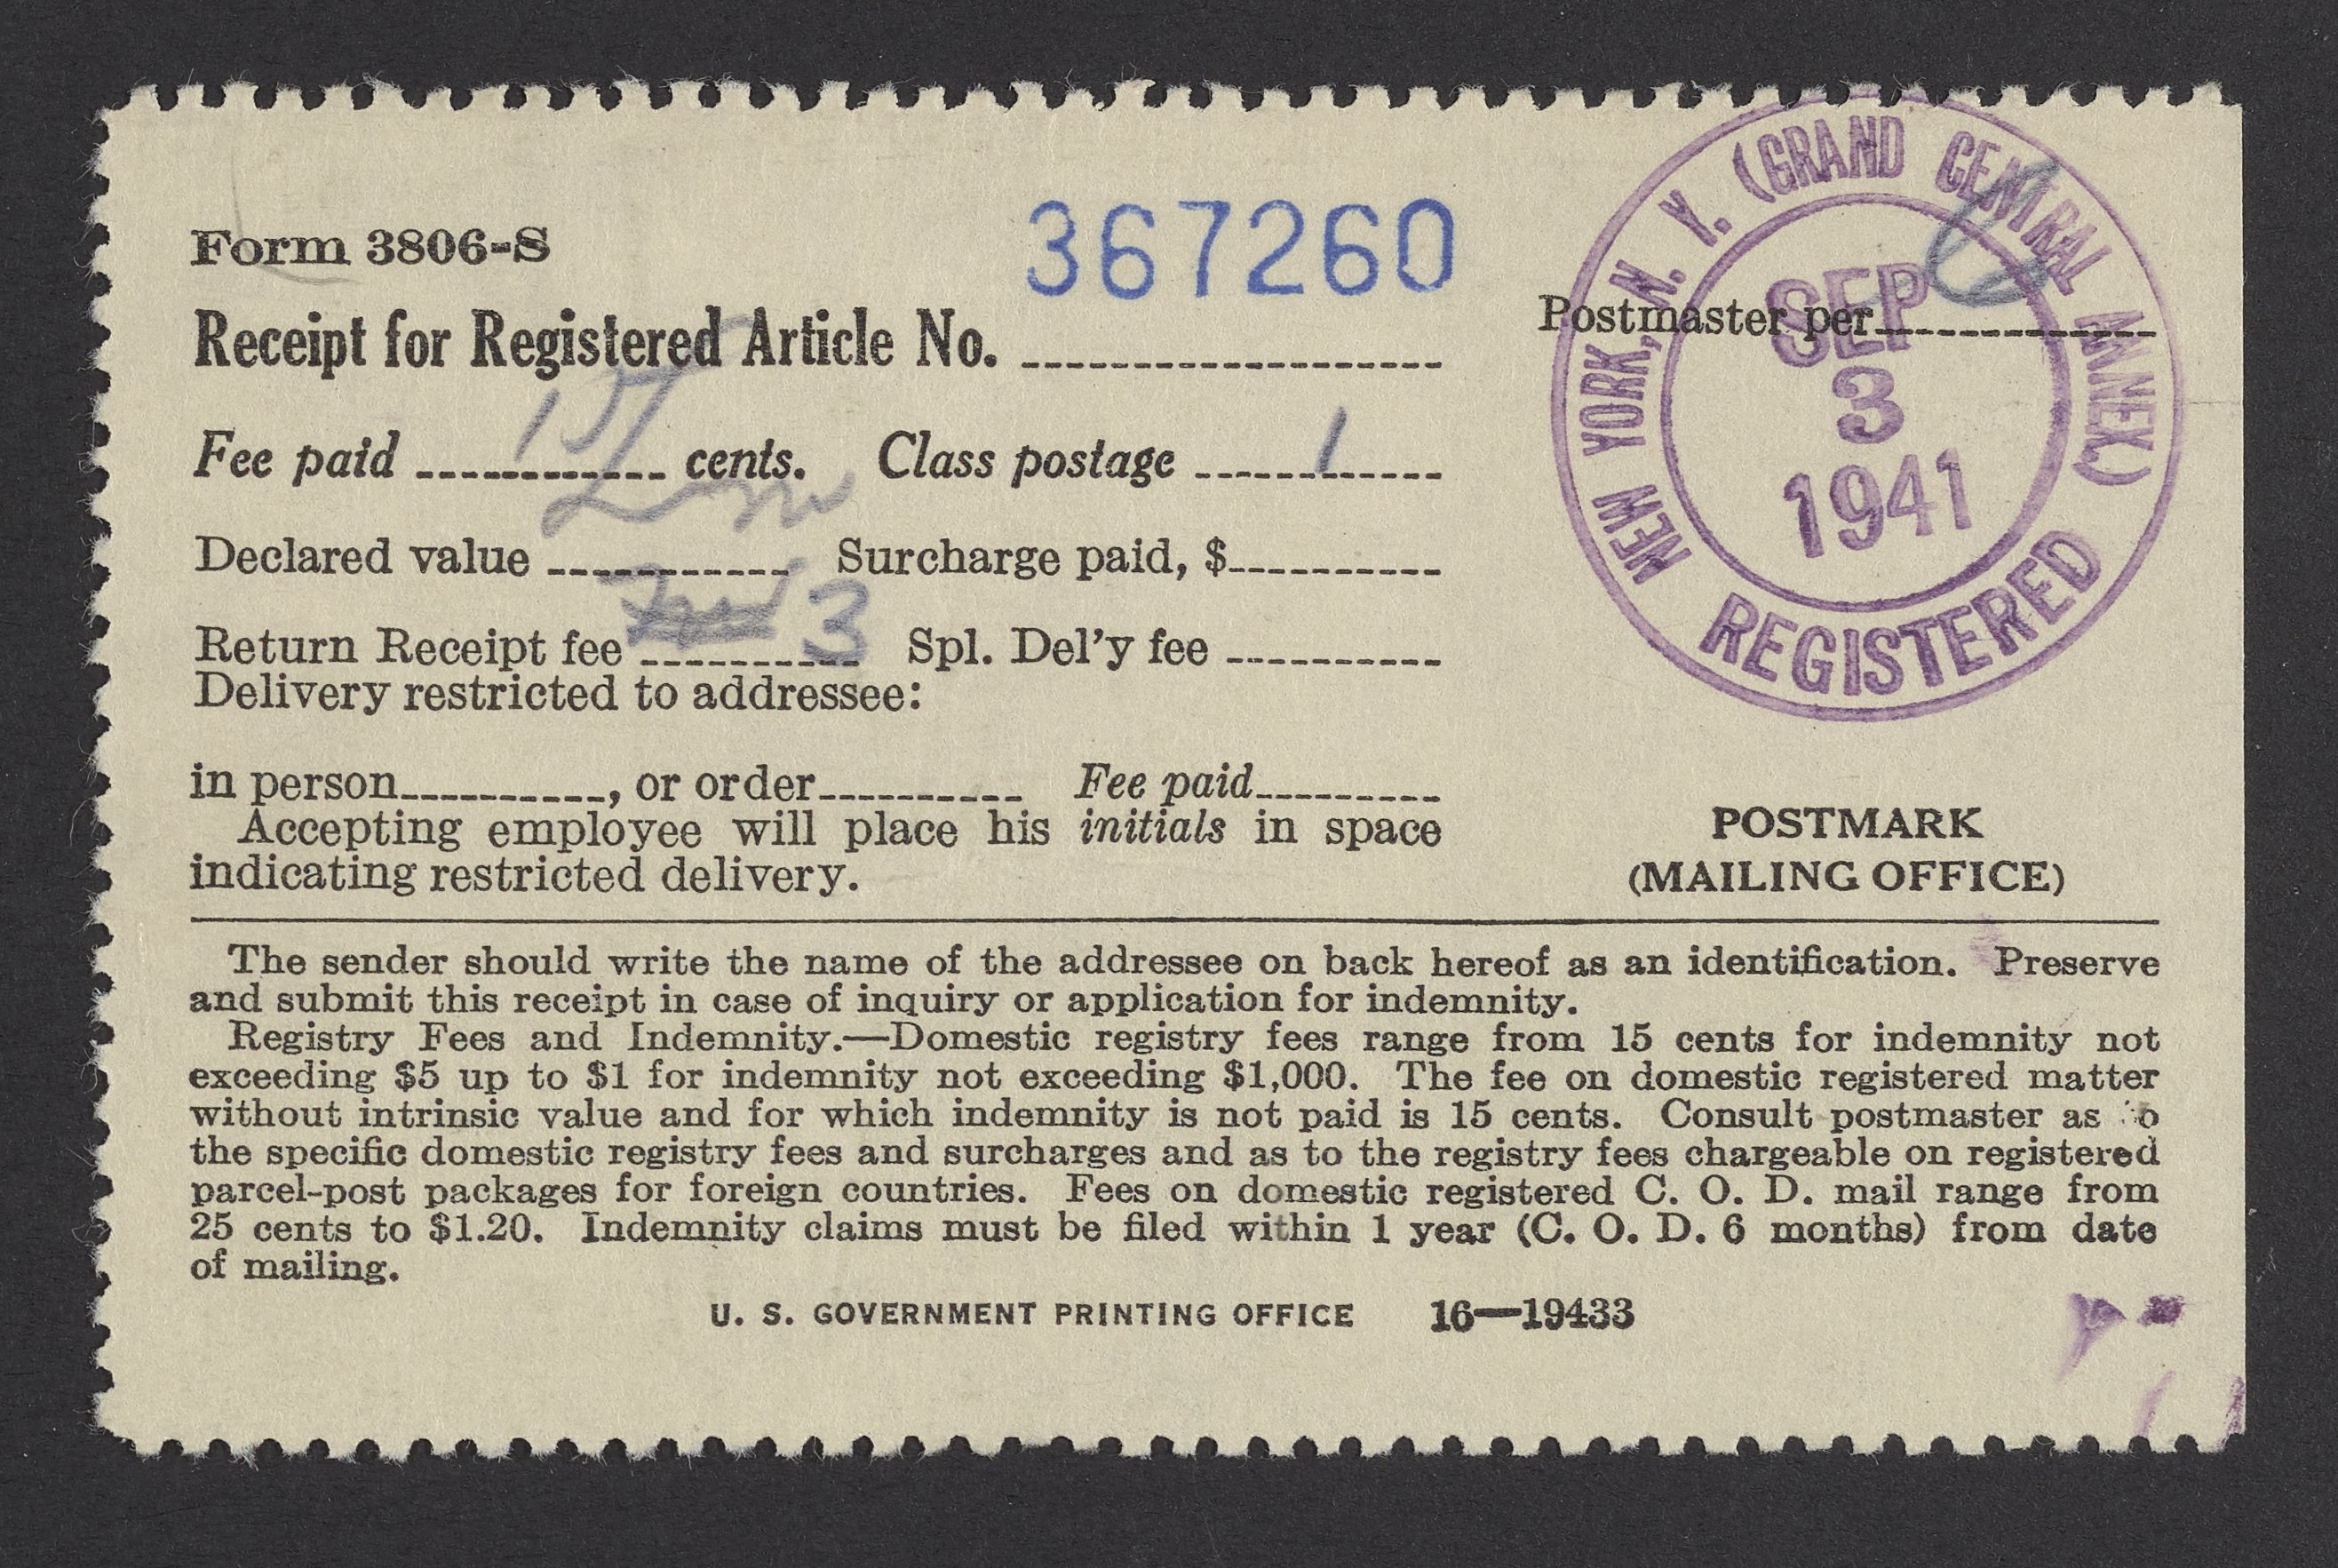 Form 3806-S
367260
Receipt for Registered Article No.
Fee paid 15 cents. Class postage 1
Declared value Surcharge paid, $
Return Receipt fee 3 Spl. Del'y fee
Delivery restricted to addressee:
in person, or order Fee paid
Accepting employee will place his initials in space
indicating restricted delivery.
NEW YORK, N. Y. (GRAND CENTRAL ANNEX)
Postmaster per
SEP
3
1941
REGISTERED
POSTMARK
(MAILING OFFICE)
The sender should write the name of the addressee on back hereof as an identification. Preserve
and submit this receipt in case of inquiry or application for indemnity.
Registry Fees and Indemnity.—Domestic registry fees range from 15 cents for indemnity not
exceeding $5 up to $1 for indemnity not exceeding $1,000. The fee on domestic registered matter
without intrinsic value and for which indemnity is not paid is 15 cents. Consult postmaster as to
the specific domestic registry fees and surcharges and as to the registry fees chargeable on registered
parcel-post packages for foreign countries. Fees on domestic registered C. O. D. mail range from
25 cents to $1.20. Indemnity claims must be filed within 1 year (C. O. D. 6 months) from date
of mailing.
U. S. GOVERNMENT PRINTING OFFICE 16—19433